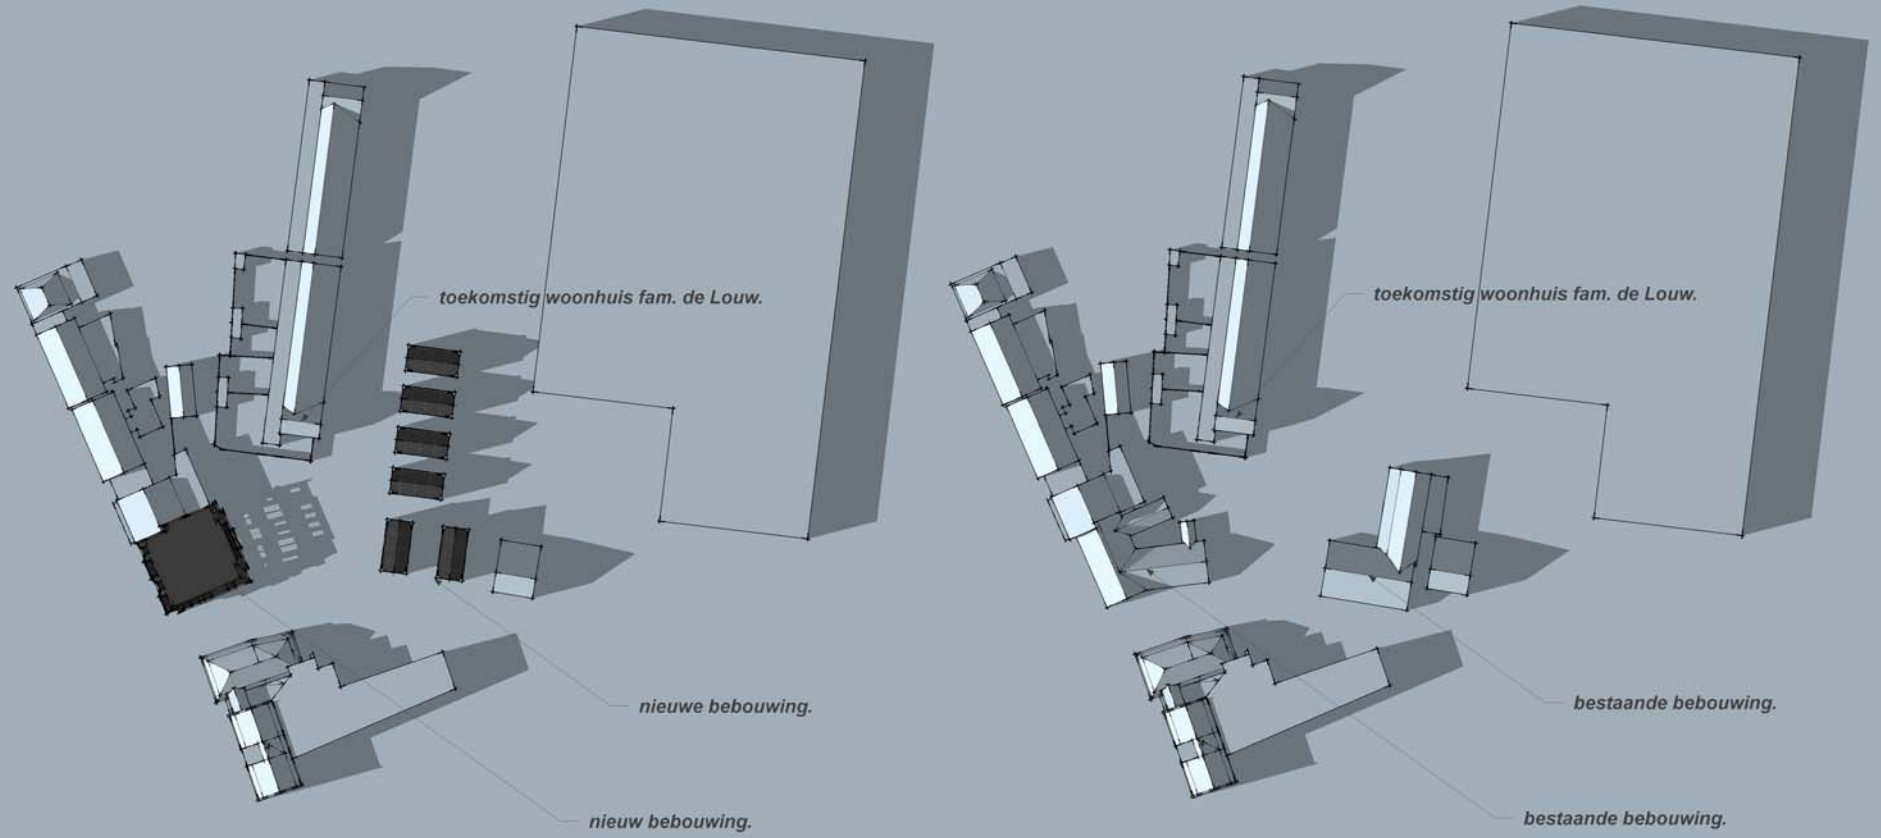 toekomstig woonhuis fam. de Louw.
nieuwe bebouwing.
nieuw bebouwing.
toekomstig woonhuis fam. de Louw.
bestaande bebouwing.
bestaande bebouwing.